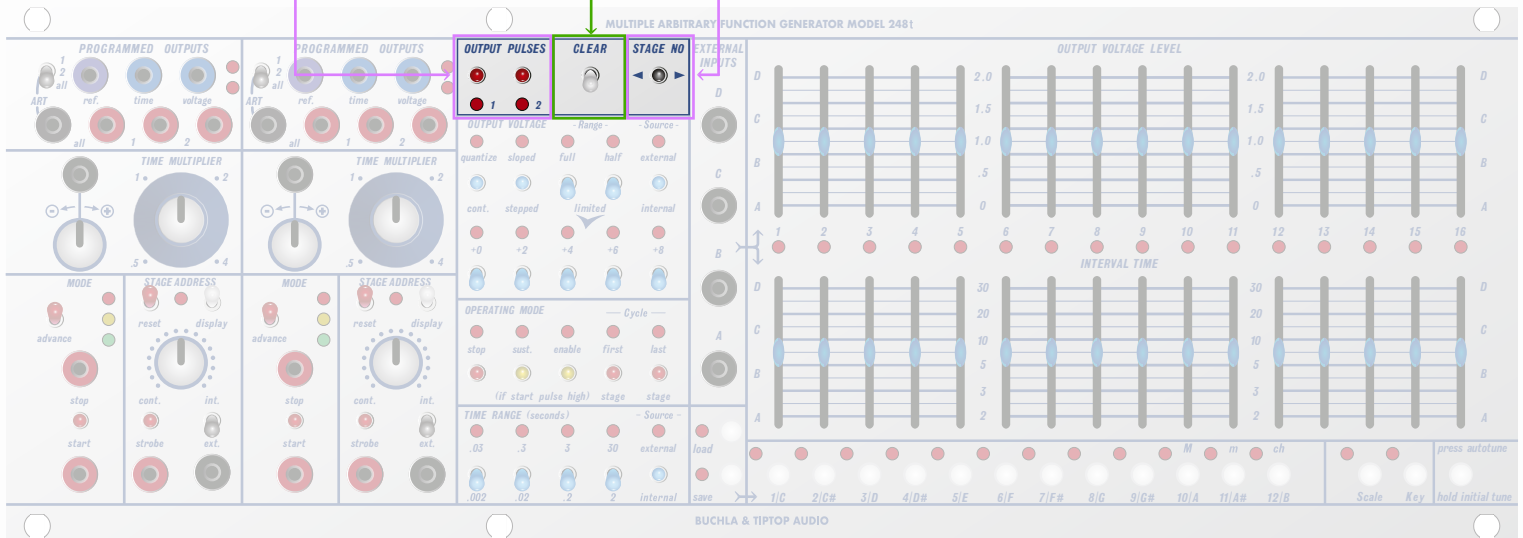 MULTIPLE ARBITRARY FUNCTION GENERATOR MODEL 248t
PROGRAMMED OUTPUTS
1
2
all
ART
ref.
time
voltage
all
1
2
PROGRAMMED OUTPUTS
1
2
all
ART
ref.
time
voltage
all
1
2
TIME MULTIPLIER
1
2
.5
4
TIME MULTIPLIER
1
2
.5
4
MODE
advance
stop
start
STAGE ADDRESS
reset
display
cont.
int.
strobe
ext.
MODE
advance
stop
start
STAGE ADDRESS
reset
display
cont.
int.
strobe
ext.
OUTPUT PULSES
1
2
CLEAR
STAGE NO
OUTPUT VOLTAGE - Range - - Source -
quantize sloped full half external
cont. stepped limited internal
+0 +2 +4 +6 +8
OPERATING MODE — Cycle —
stop sust. enable first last
(if start pulse high) stage stage
TIME RANGE (seconds) - Source -
.03 .3 3 30 external
.002 .02 .2 2 internal
EXTERNAL
INPUTS
D
C
B
A
load
save
OUTPUT VOLTAGE LEVEL
D 2.0 2.0 D
1.5 1.5
C C
1.0 1.0
B B
.5 .5
A 0 0 A
1 2 3 4 5 6 7 8 9 10 11 12 13 14 15 16
INTERVAL TIME
D 30 30 D
20 20
C 10 10 C
5 5
B B
3 3
A 2 2 A
M m ch
1/C 2/C# 3/D 4/D# 5/E 6/F 7/F# 8/G 9/G# 10/A 11/A# 12/B
Scale Key
press autotune
hold initial tune
BUCHLA & TIPTOP AUDIO